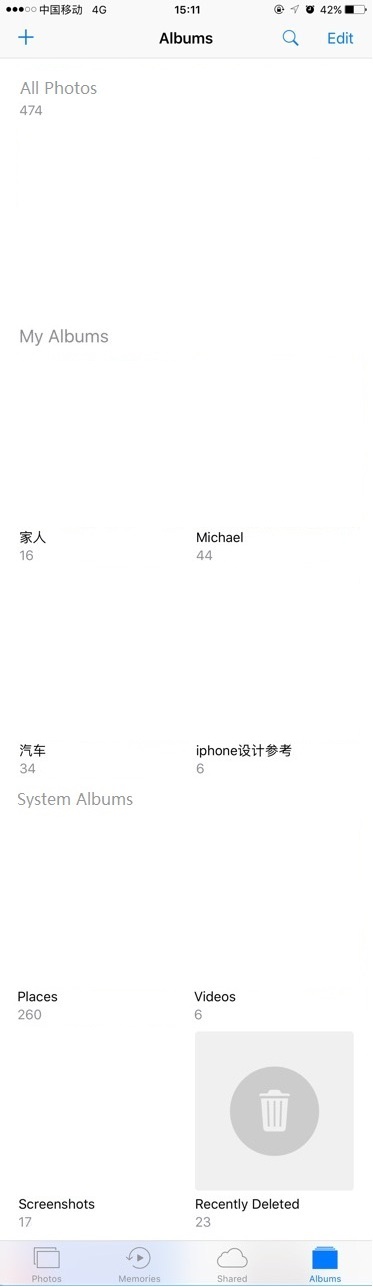 中国移动 4G 15:11 42%
Albums Edit
All Photos
474
My Albums
家人 Michael
16 44
汽车 iphone设计参考
34 6
System Albums
Places Videos
260 6
Screenshots Recently Deleted
17 23
Photos Memories Shared Albums